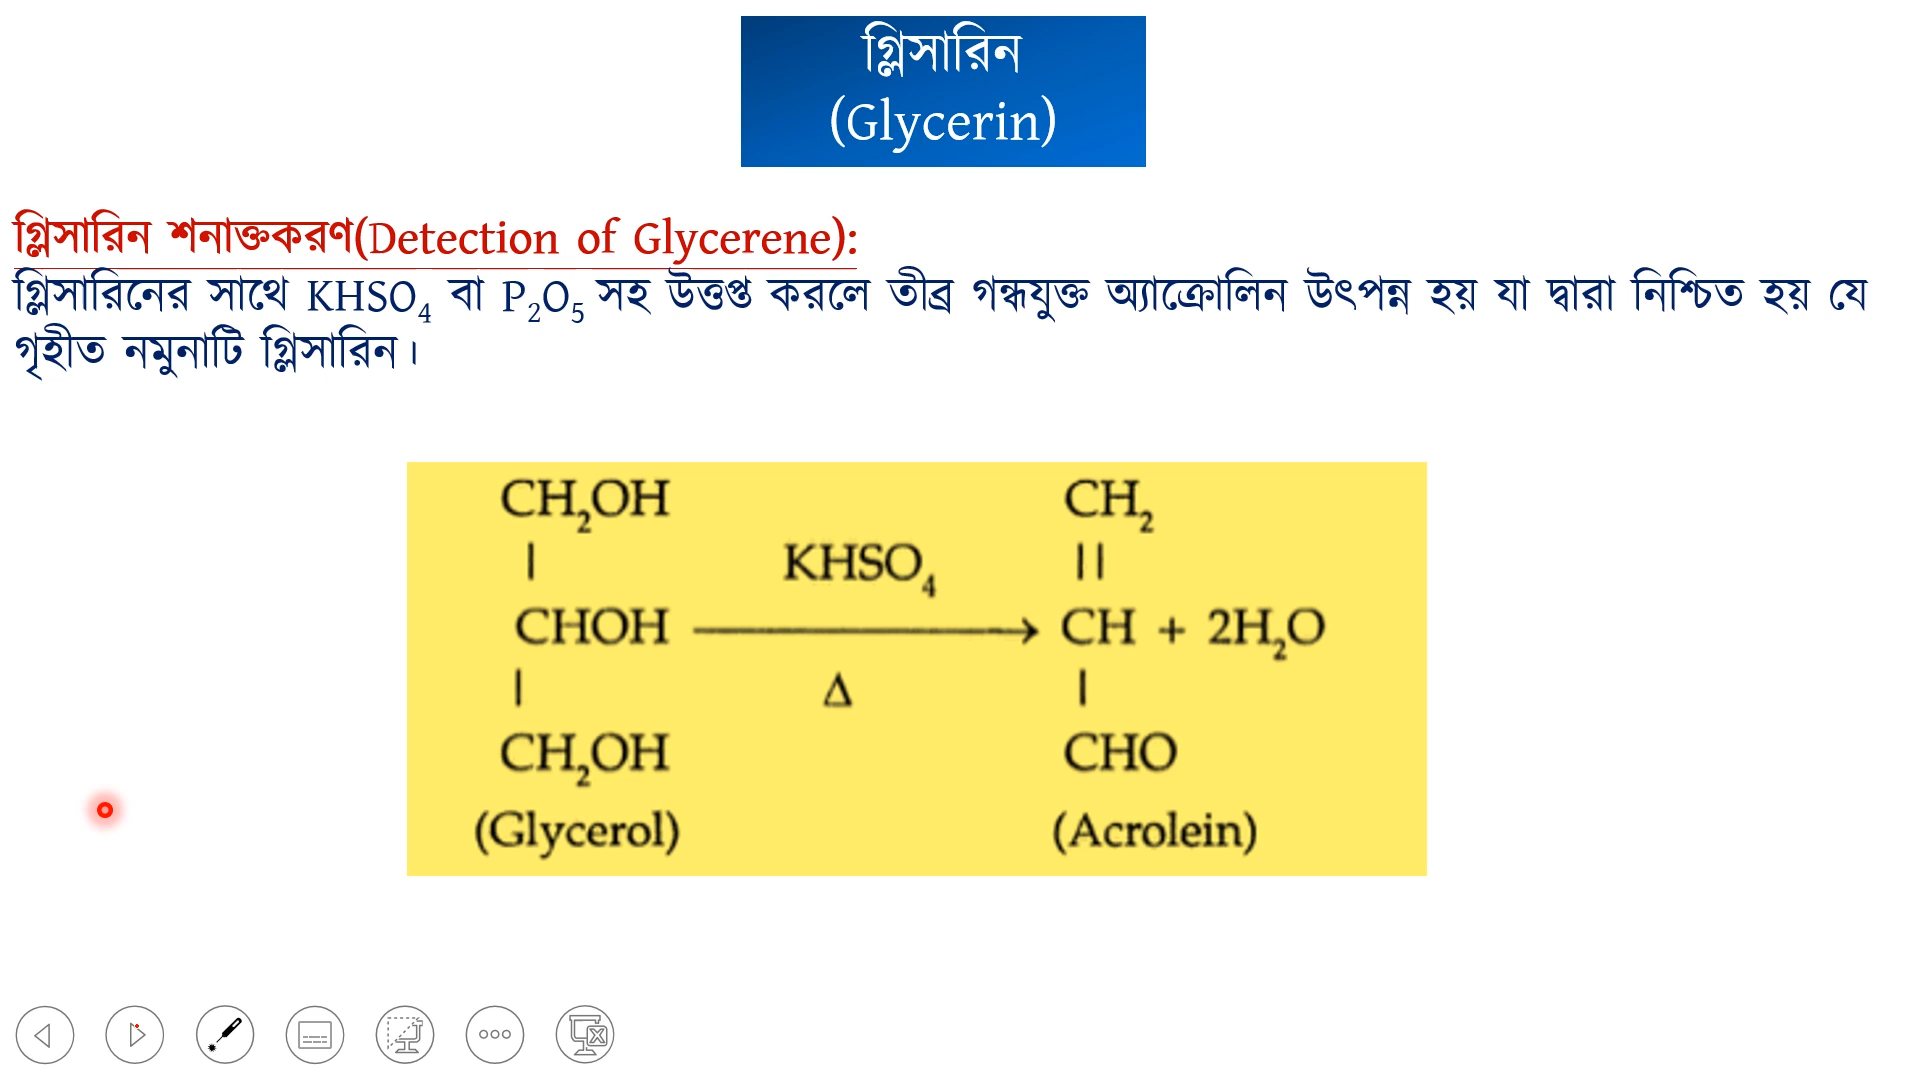 গ্লিসারিন
(Glycerin)
গ্লিসারিন শনাক্তকরণ(Detection of Glycerene):
গ্লিসারিনের সাথে KHSO₄ বা P₂O₅ সহ উত্তপ্ত করলে তীব্র গন্ধযুক্ত অ্যাক্রোলিন উৎপন্ন হয় যা দ্বারা নিশ্চিত হয় যে
গৃহীত নমুনাটি গ্লিসারিন।
CH₂OH CH₂
| KHSO₄ ||
CHOH ⟶ CH + 2H₂O
| Δ |
CH₂OH CHO
(Glycerol) (Acrolein)